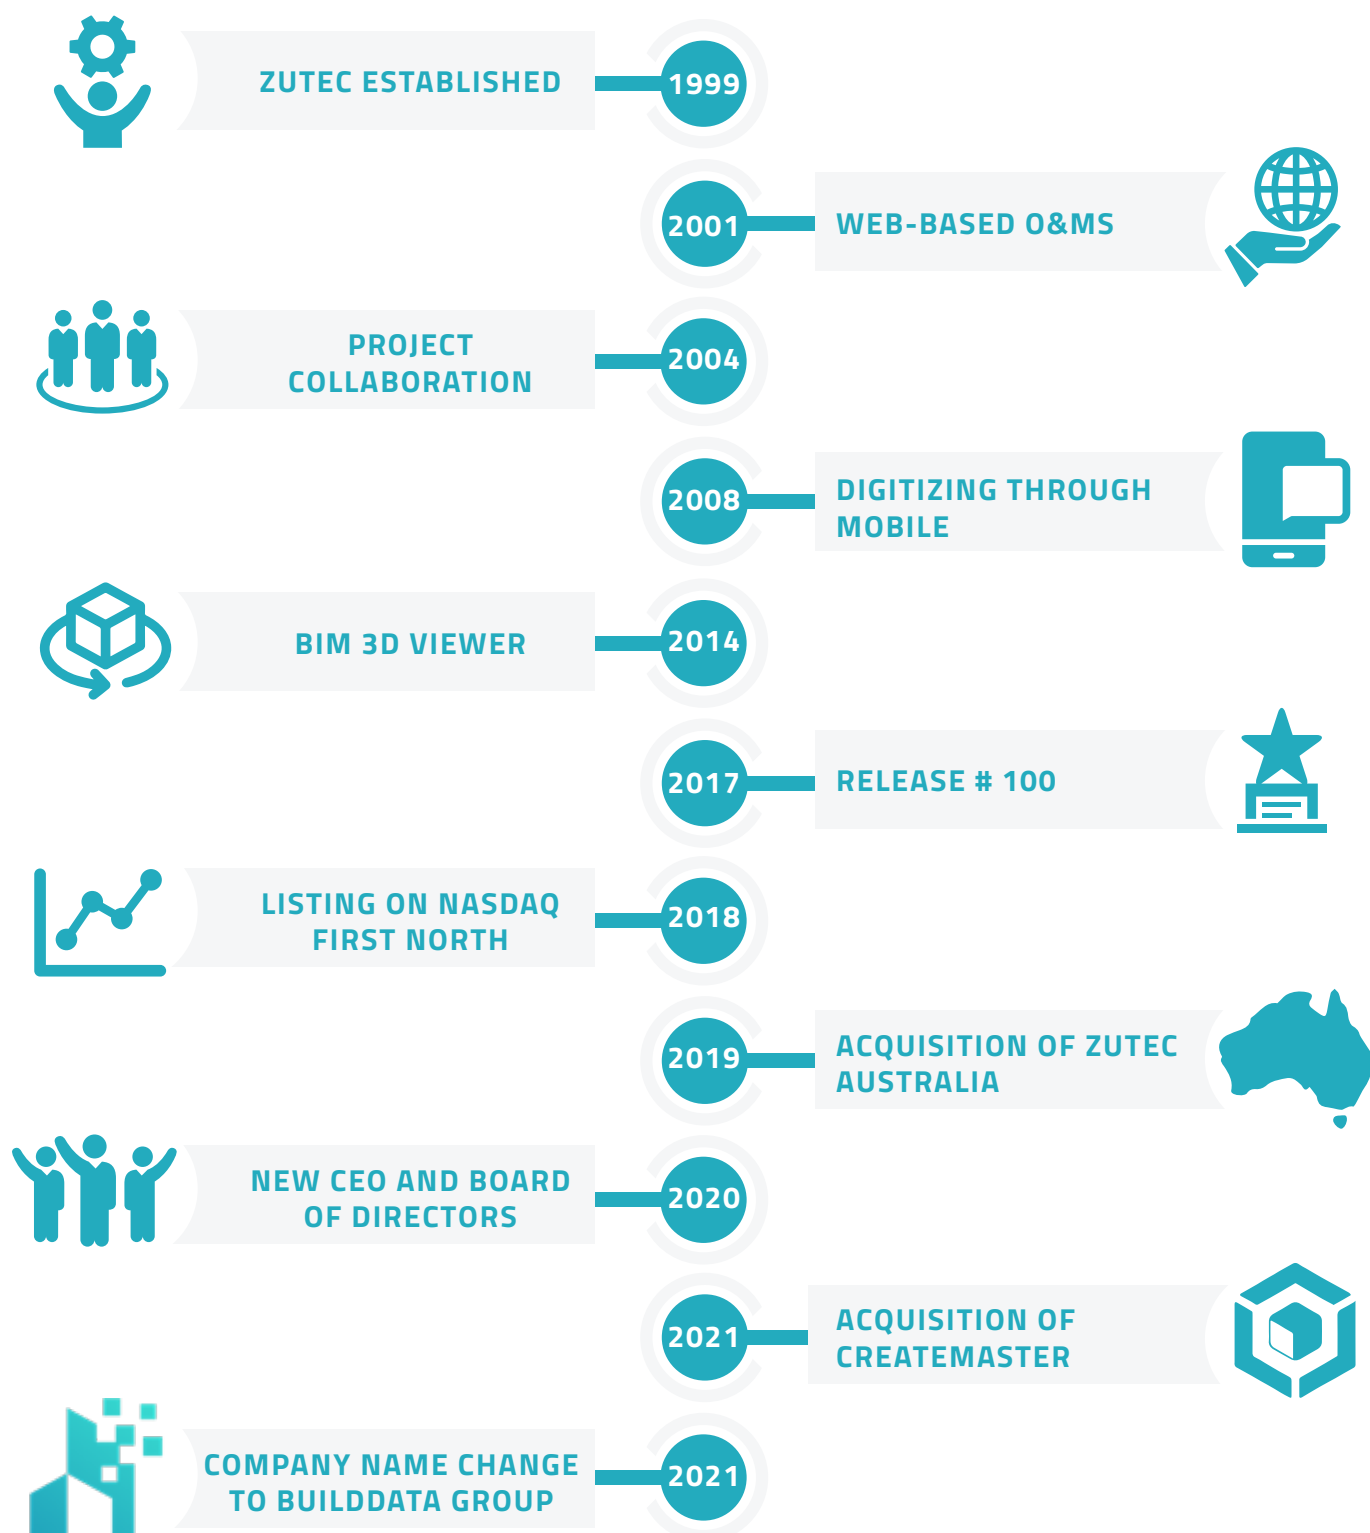 ZUTEC ESTABLISHED
1999
2001
WEB-BASED O&MS
PROJECT
COLLABORATION
2004
2008
DIGITIZING THROUGH
MOBILE
BIM 3D VIEWER
2014
2017
RELEASE # 100
LISTING ON NASDAQ
FIRST NORTH
2018
2019
ACQUISITION OF ZUTEC
AUSTRALIA
NEW CEO AND BOARD
OF DIRECTORS
2020
2021
ACQUISITION OF
CREATEMASTER
COMPANY NAME CHANGE
TO BUILDDATA GROUP
2021